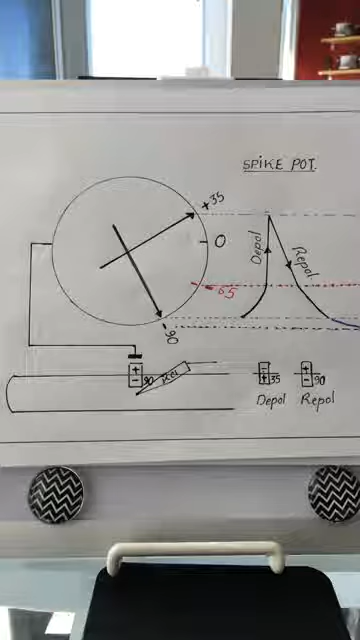 SPIKE POT.
+35
0
Depol
Repol.
-65
-90
+
-
90
-
+
35
+
-
90
Depol
Repol